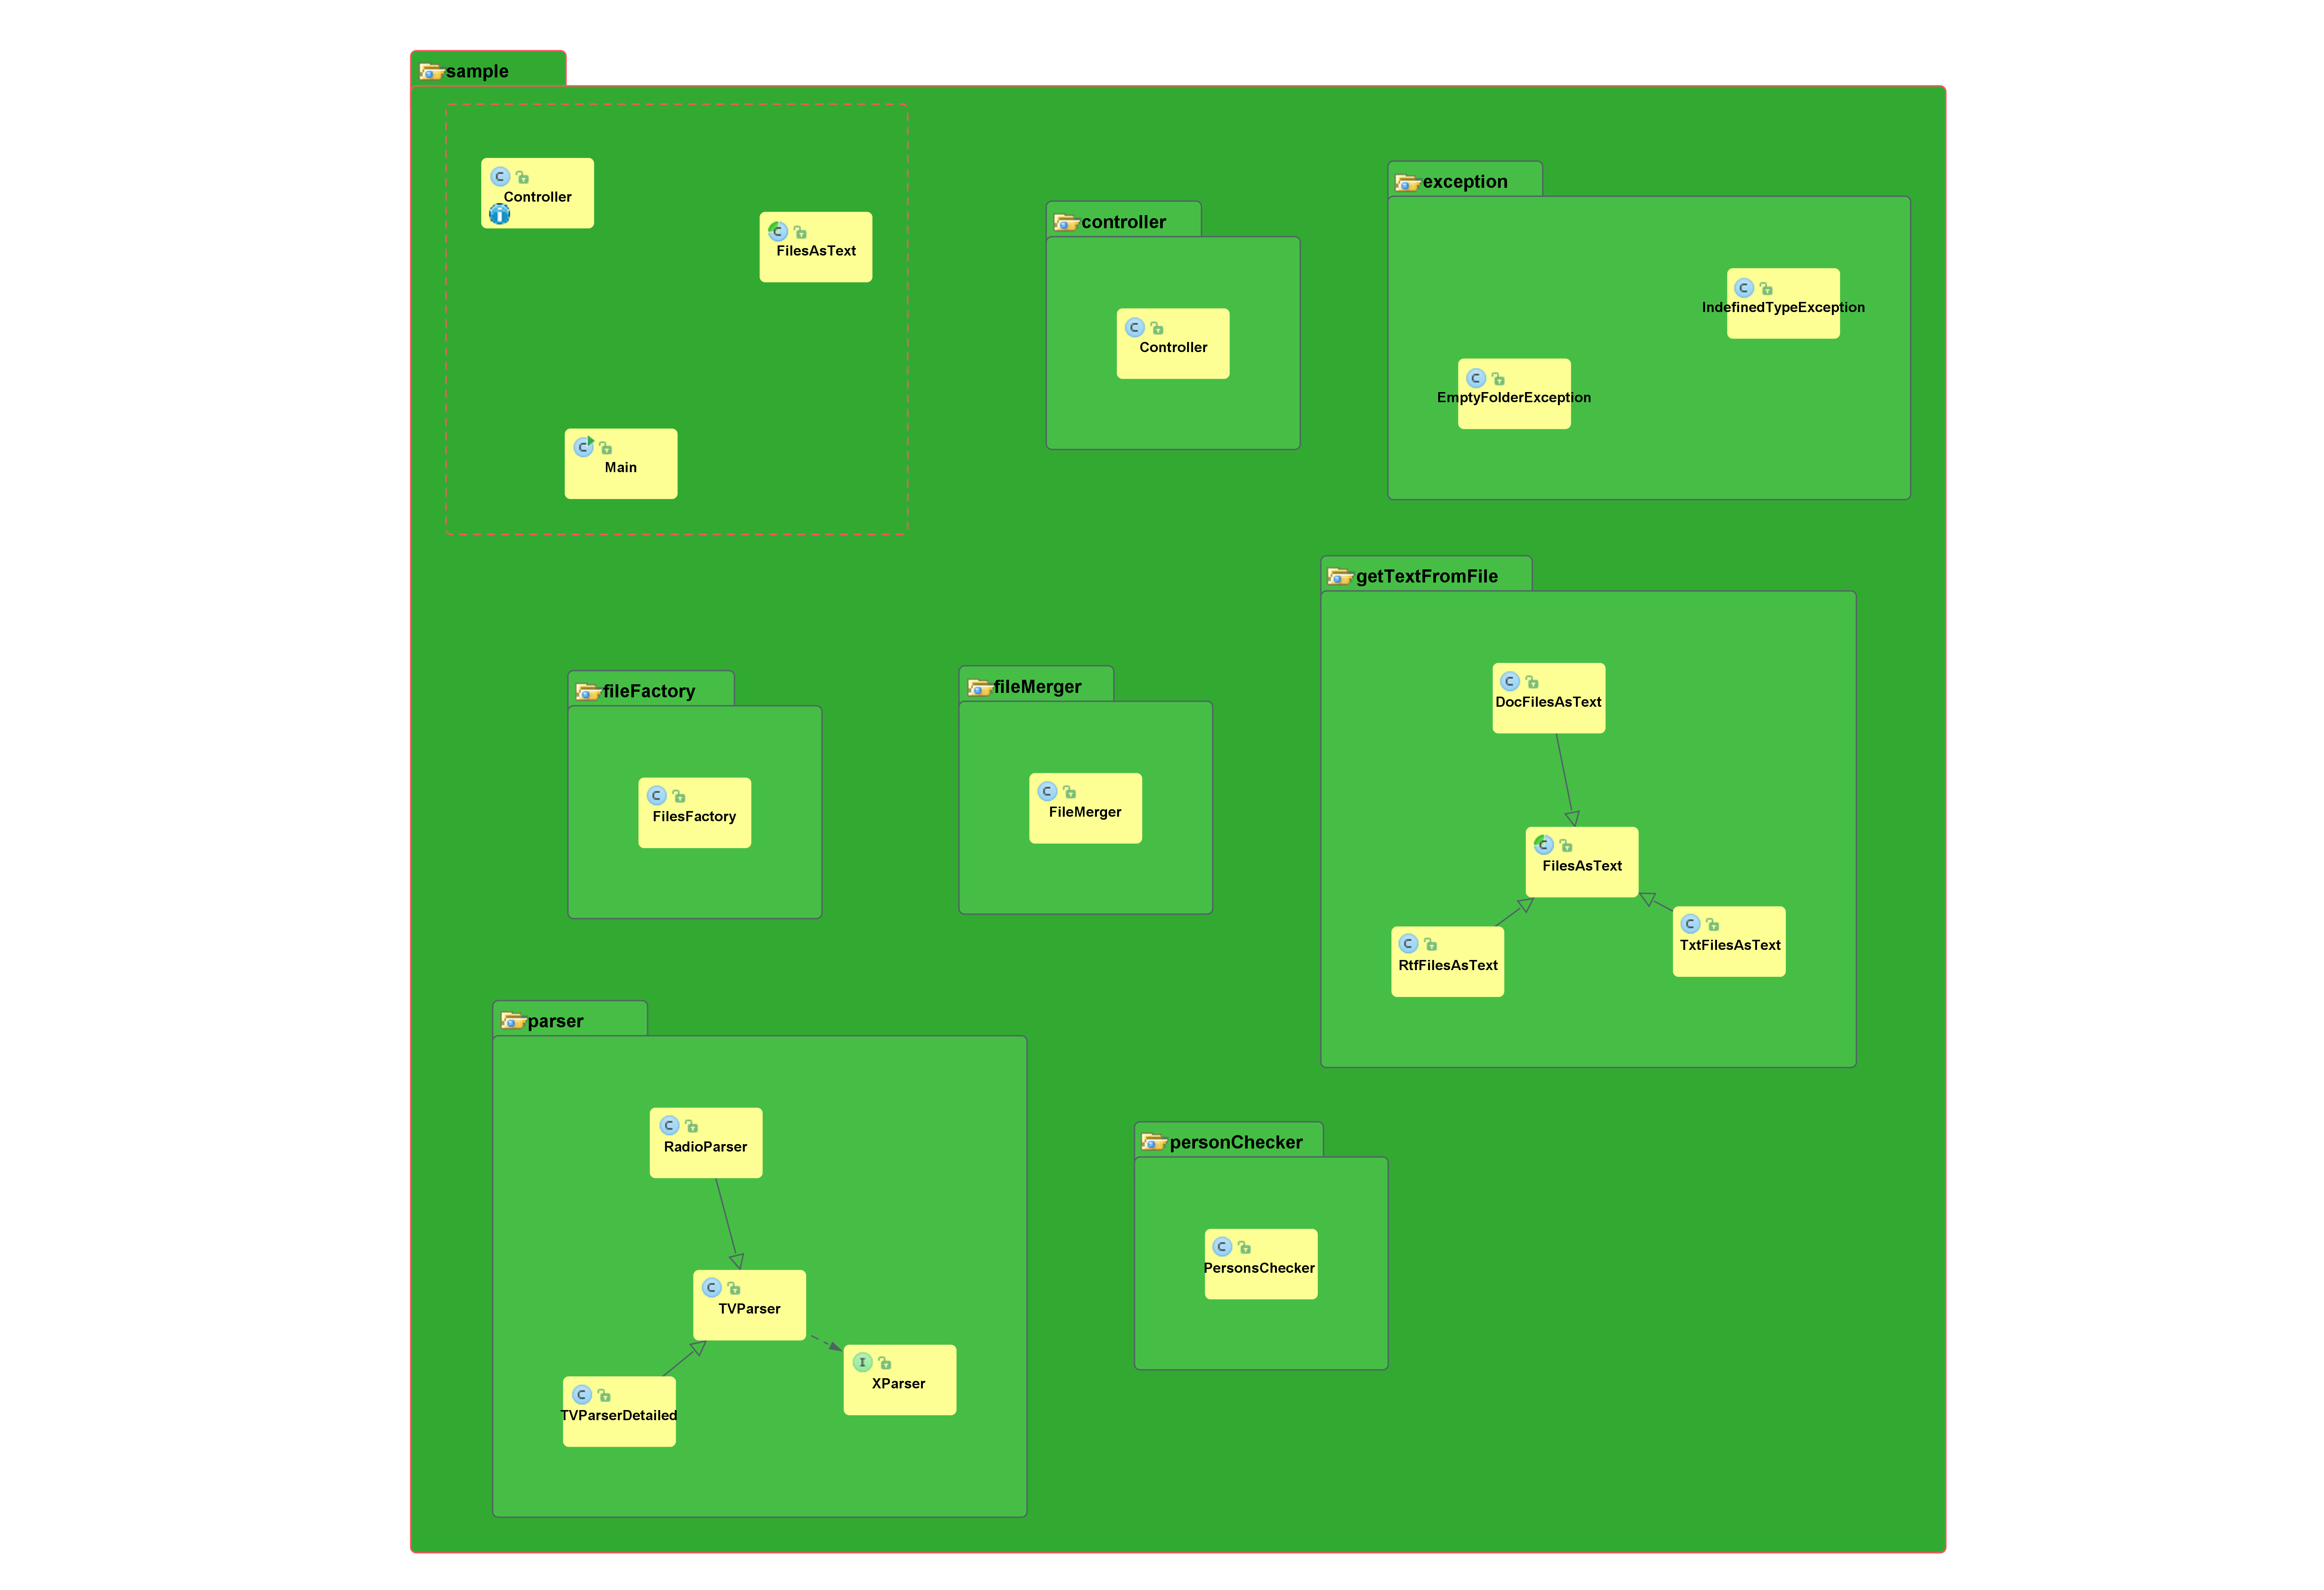 sample
Controller
FilesAsText
Main
controller
Controller
exception
IndefinedTypeException
EmptyFolderException
getTextFromFile
DocFilesAsText
FilesAsText
RtfFilesAsText
TxtFilesAsText
fileFactory
FilesFactory
fileMerger
FileMerger
parser
RadioParser
TVParser
XParser
TVParserDetailed
personChecker
PersonsChecker